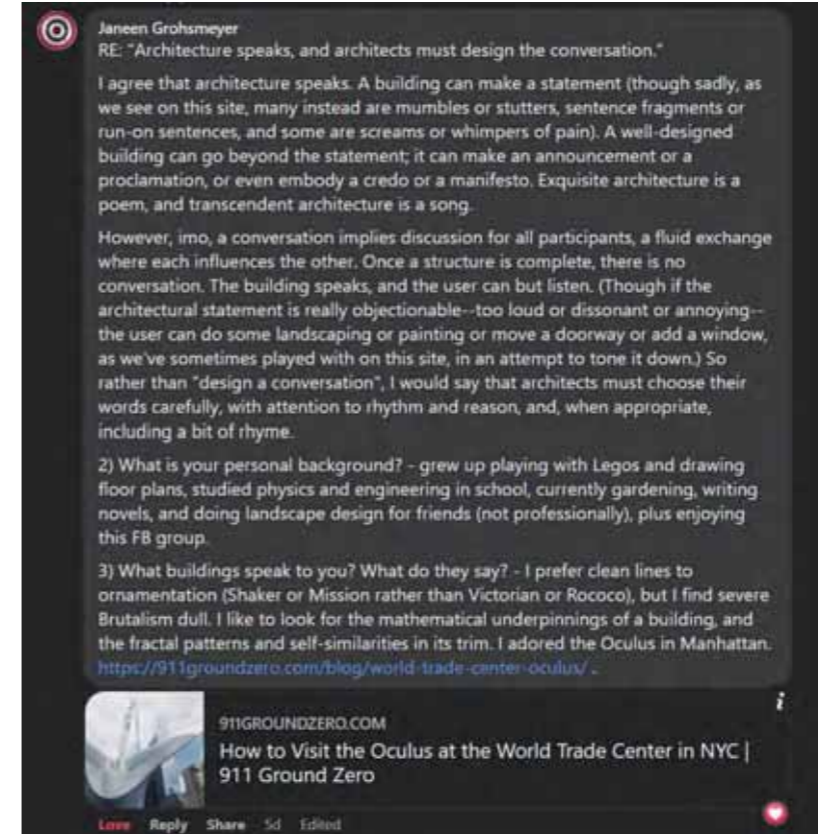 Janeen Grohsmeyer
RE: "Architecture speaks, and architects must design the conversation."
I agree that architecture speaks. A building can make a statement (though sadly, as
we see on this site, many instead are mumbles or stutters, sentence fragments or
run-on sentences, and some are screams or whimpers of pain). A well-designed
building can go beyond the statement; it can make an announcement or a
proclamation, or even embody a credo or a manifesto. Exquisite architecture is a
poem, and transcendent architecture is a song.
However, imo, a conversation implies discussion for all participants, a fluid exchange
where each influences the other. Once a structure is complete, there is no
conversation. The building speaks, and the user can but listen. (Though if the
architectural statement is really objectionable--too loud or dissonant or annoying--
the user can do some landscaping or painting or move a doorway or add a window,
as we've sometimes played with on this site, in an attempt to tone it down.) So
rather than "design a conversation", I would say that architects must choose their
words carefully, with attention to rhythm and reason, and, when appropriate,
including a bit of rhyme.
2) What is your personal background? - grew up playing with Legos and drawing
floor plans, studied physics and engineering in school, currently gardening, writing
novels, and doing landscape design for friends (not professionally), plus enjoying
this FB group.
3) What buildings speak to you? What do they say? - I prefer clean lines to
ornamentation (Shaker or Mission rather than Victorian or Rococo), but I find severe
Brutalism dull. I like to look for the mathematical underpinnings of a building, and
the fractal patterns and self-similarities in its trim. I adored the Oculus in Manhattan.
https://911groundzero.com/blog/world-trade-center-oculus/ ..
i
911GROUNDZERO.COM
How to Visit the Oculus at the World Trade Center in NYC |
911 Ground Zero
Love Reply Share 5d Edited